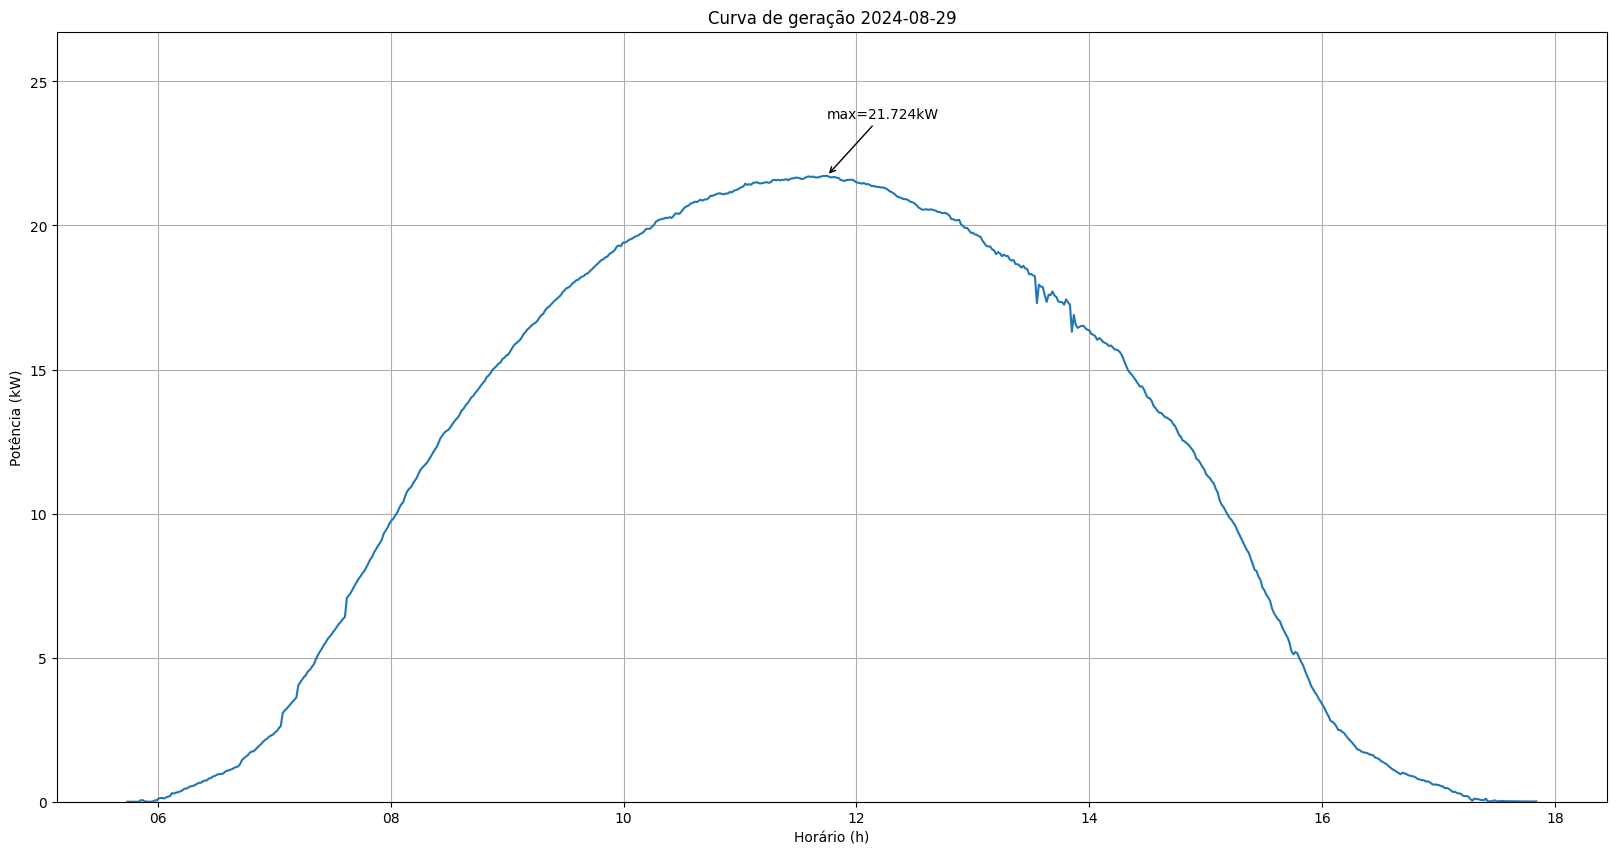 Curva de geração 2024-08-29
25
max=21.724kW
20
15
Potência (kW)
10
5
0
06 08 10 12 14 16 18
Horário (h)